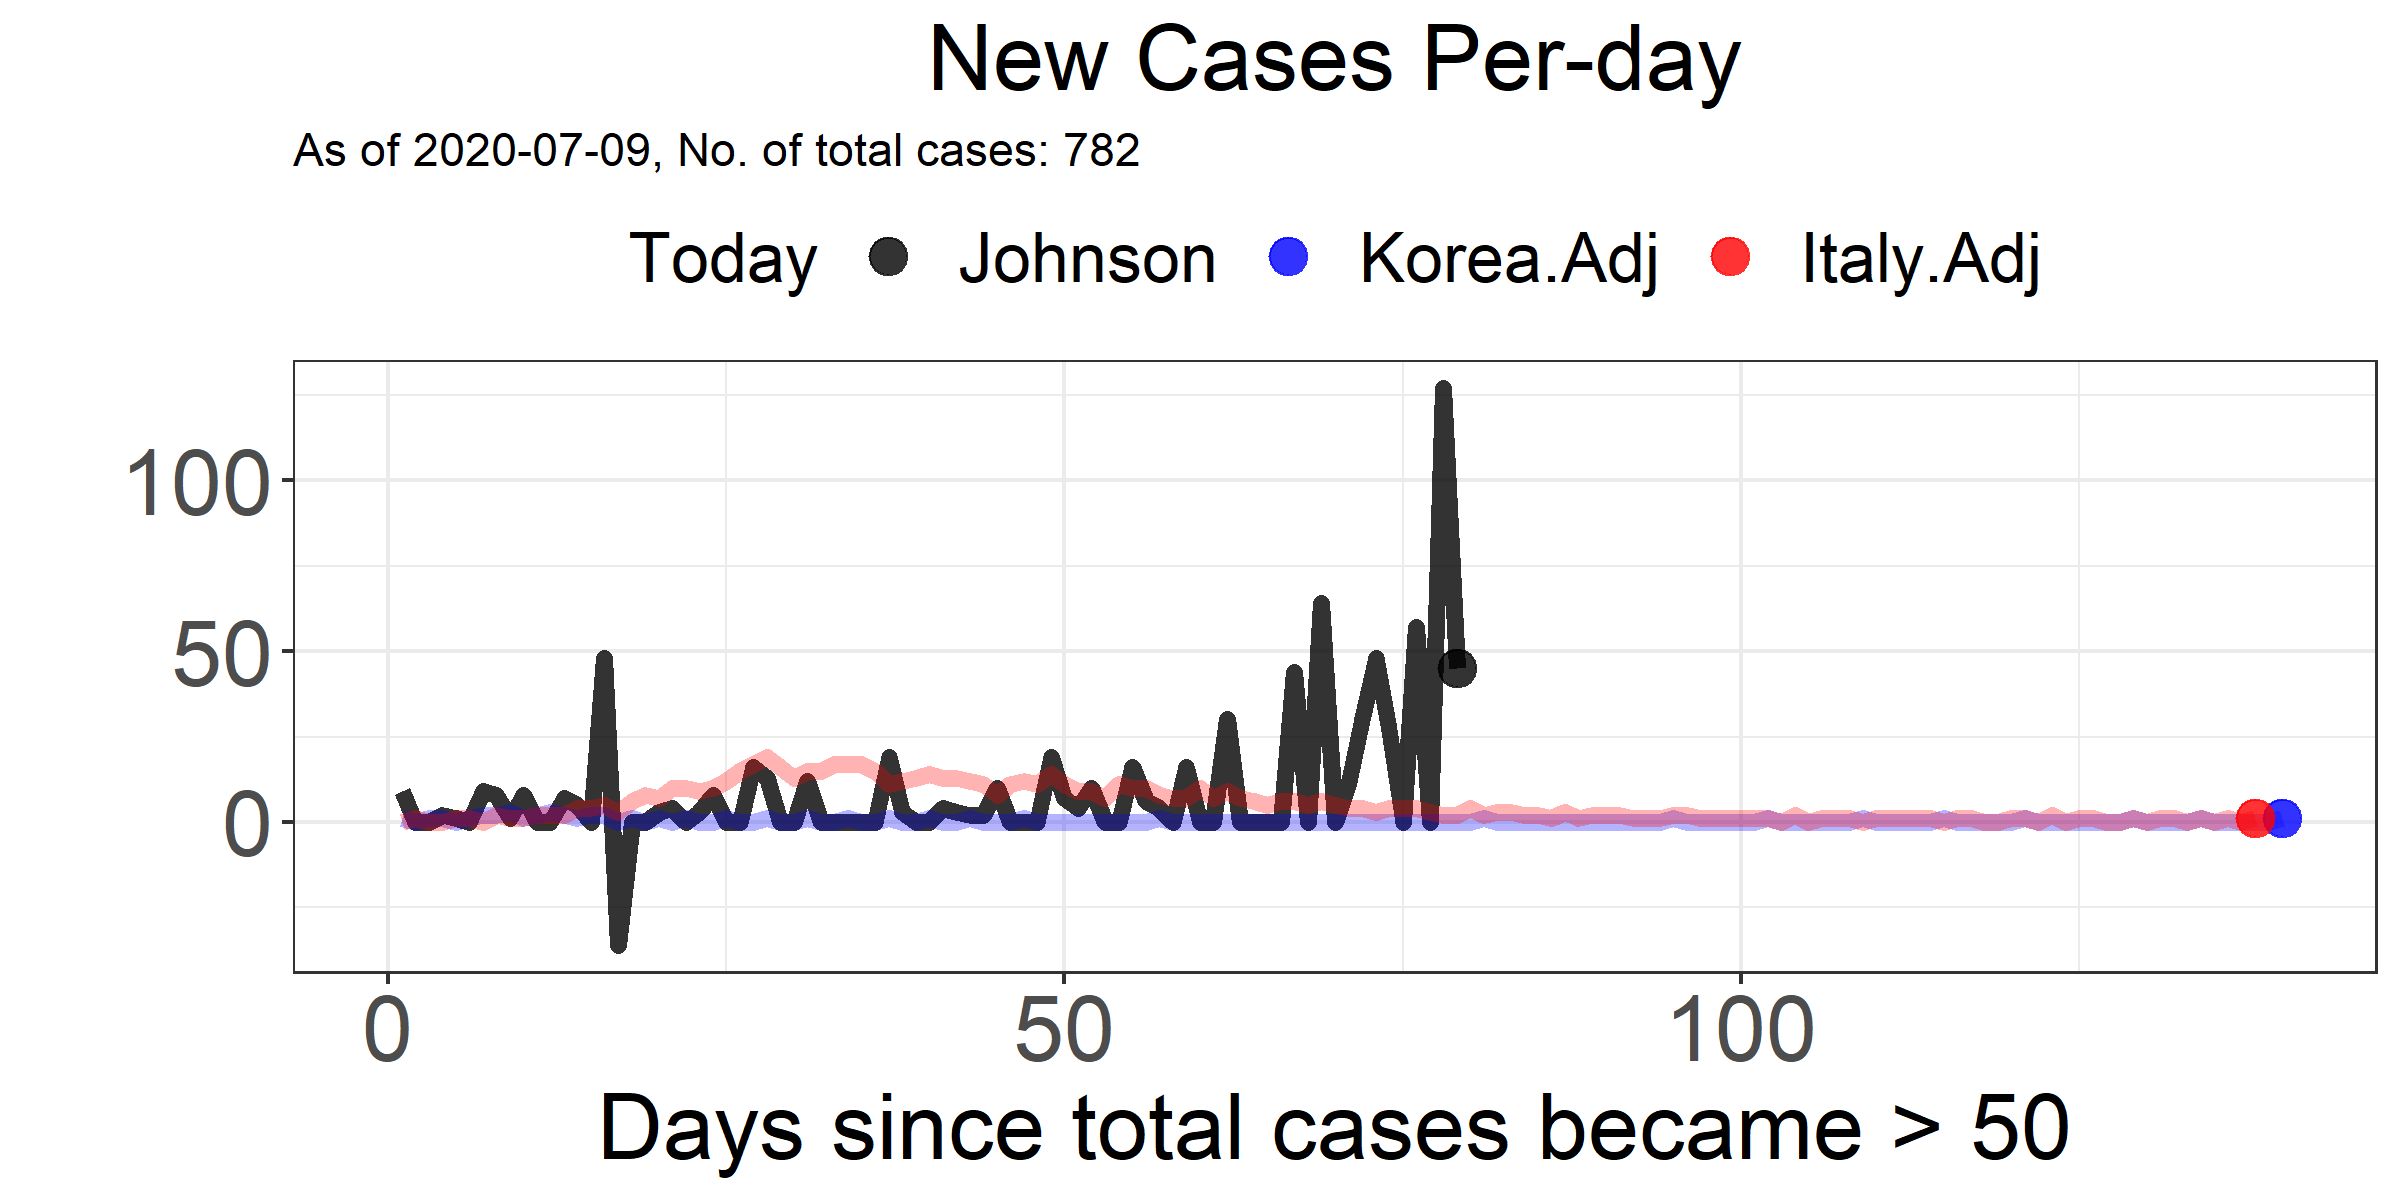 New Cases Per-day
As of 2020-07-09, No. of total cases: 782
Today Johnson Korea.Adj Italy.Adj
100
50
0
0 50 100
Days since total cases became > 50